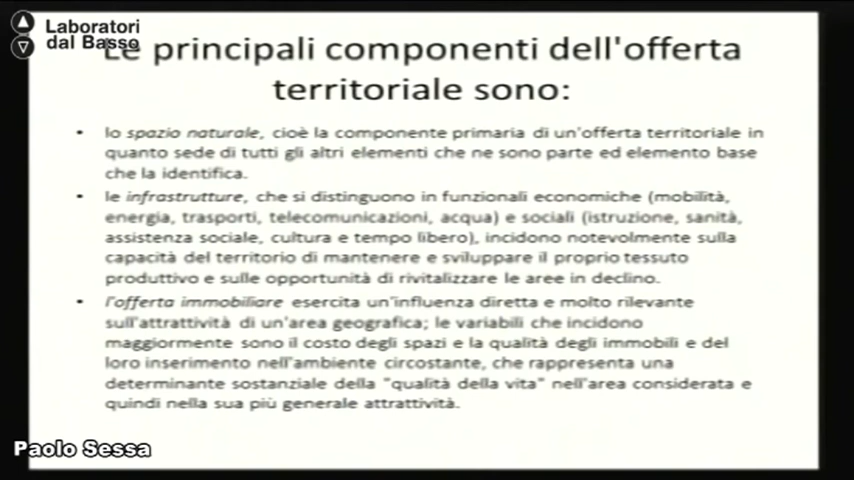 Laboratori
dal Basso
Le principali componenti dell'offerta
territoriale sono:
• lo spazio naturale, cioè la componente primaria di un'offerta territoriale in
quanto sede di tutti gli altri elementi che ne sono parte ed elemento base
che la identifica.
• le infrastrutture, che si distinguono in funzionali economiche (mobilità,
energia, trasporti, telecomunicazioni, acqua) e sociali (istruzione, sanità,
assistenza sociale, cultura e tempo libero), incidono notevolmente sulla
capacità del territorio di mantenere e sviluppare il proprio tessuto
produttivo e sulle opportunità di rivitalizzare le aree in declino.
• l'offerta immobiliare esercita un'influenza diretta e molto rilevante
sull'attrattività di un'area geografica; le variabili che incidono
maggiormente sono il costo degli spazi e la qualità degli immobili e del
loro inserimento nell'ambiente circostante, che rappresenta una
determinante sostanziale della "qualità della vita" nell'area considerata e
quindi nella sua più generale attrattività.
Paolo Sessa